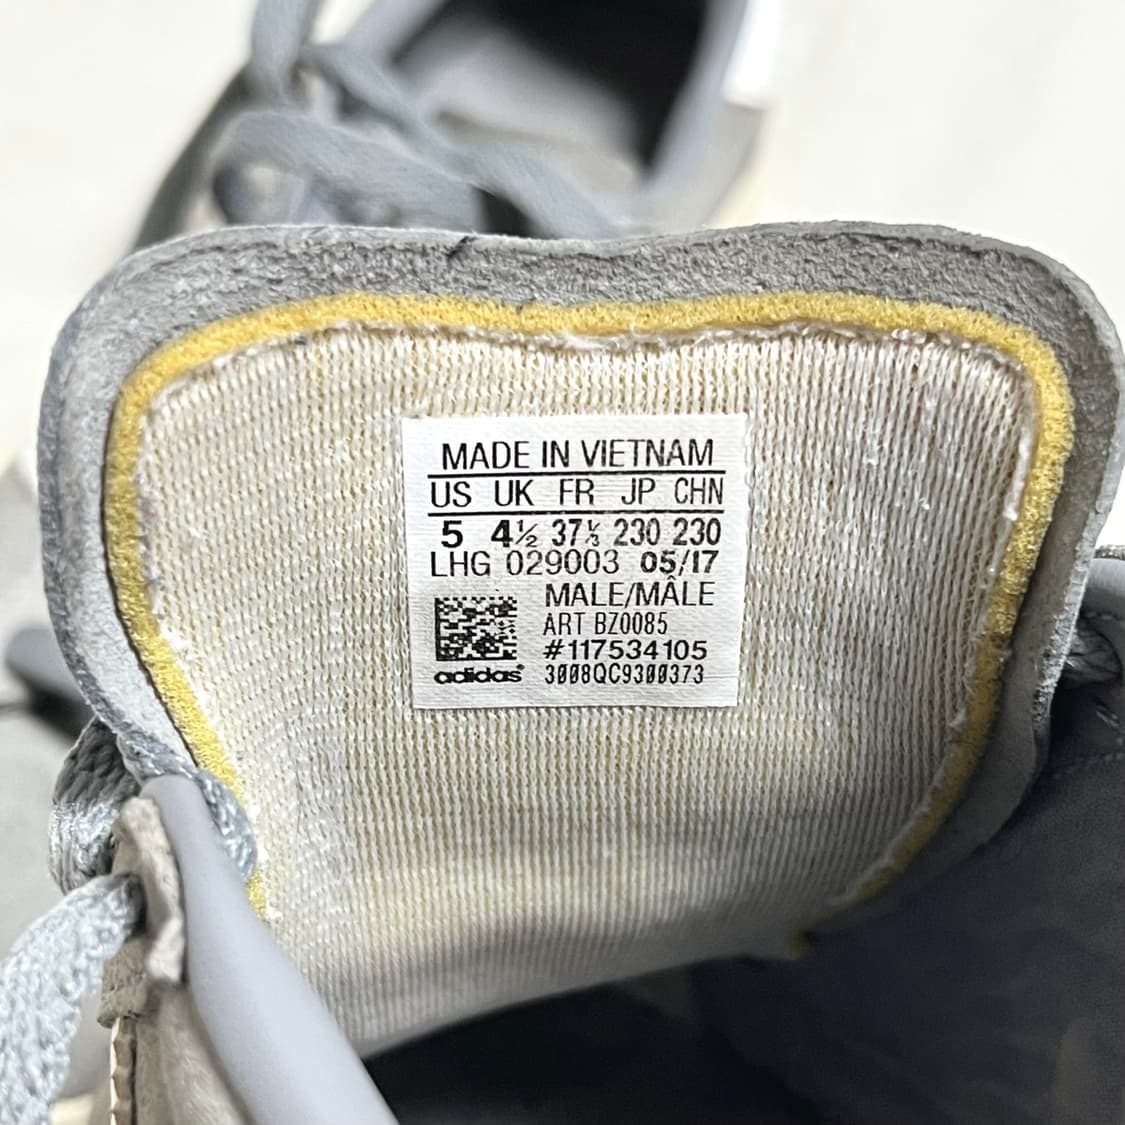 MADE IN VIETNAM
US UK FR JP CHN
5 4½ 37⅓ 230 230
LHG 029003 05/17
MALE/MÂLE
ART BZ0085
#117534105
adidas 3008QC9300373